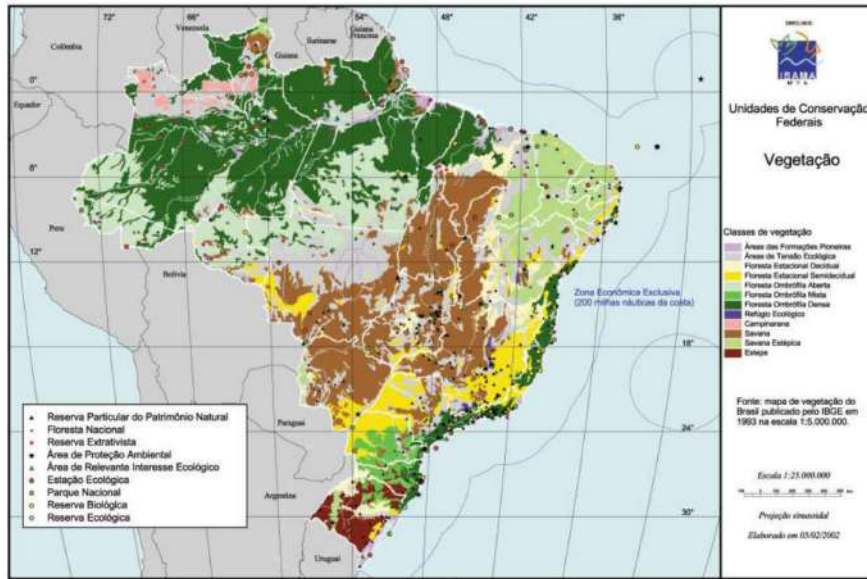 72°
66°
54°
48°
42°
36°
Venezuela
Guiana Francesa
Colômbia
Guiana
Suriname
0°
Equador
6°
Peru
12°
Bolívia
Zona Econômica Exclusiva
(200 milhas náuticas da costa)
18°
Paraguai
24°
Argentina
30°
Uruguai
Reserva Particular do Patrimônio Natural
Floresta Nacional
Reserva Extrativista
Área de Proteção Ambiental
Área de Relevante Interesse Ecológico
Estação Ecológica
Parque Nacional
Reserva Biológica
Reserva Ecológica
IBAMA
M M A
Unidades de Conservação
Federais
Vegetação
Classes de vegetação
Áreas das Formações Pioneiras
Áreas de Tensão Ecológica
Floresta Estacional Decidual
Floresta Estacional Semidecidual
Floresta Ombrófila Aberta
Floresta Ombrófila Mista
Floresta Ombrófila Densa
Refúgio Ecológico
Campinarana
Savana
Savana Estépica
Estepe
Fonte: mapa de vegetação do
Brasil publicado pelo IBGE em
1993 na escala 1:5.000.000.
Escala 1:25.000.000
Projeção sinusoidal
Elaborado em 05/02/2002